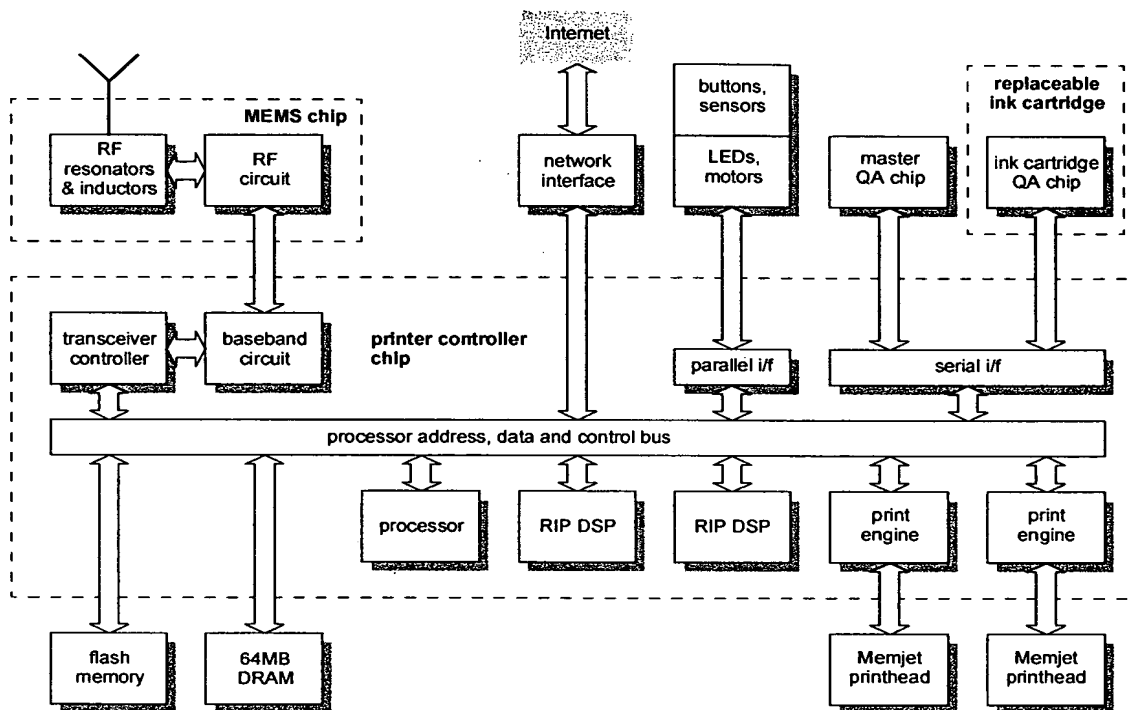 Internet
buttons,
sensors
replaceable
ink cartridge
MEMS chip
RF
resonators
& inductors
RF
circuit
network
interface
LEDs,
motors
master
QA chip
ink cartridge
QA chip
transceiver
controller
baseband
circuit
printer controller
chip
parallel i/f
serial i/f
processor address, data and control bus
processor
RIP DSP
RIP DSP
print
engine
print
engine
flash
memory
64MB
DRAM
Memjet
printhead
Memjet
printhead